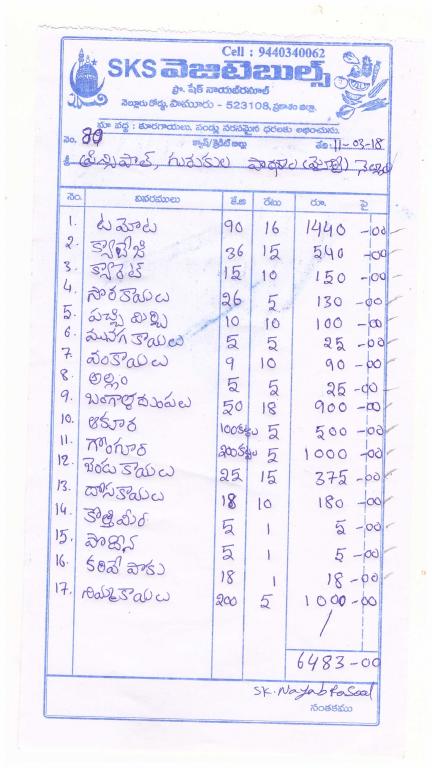 Cell : 9440340062
SKS వెజిటెబుల్స్
ప్రొ. షేక్ నాయబ్‌రసూల్
నెల్లూరు రోడ్డు, పామూరు - 523108, ప్రకాశం జిల్లా.
మా వద్ద : కూరగాయలు, పండ్లు సరసమైన ధరలకు లభించును.
నెం. 80 క్యాష్/క్రెడిట్ బిల్లు తేది: 11-03-18
శ్రీ ప్రిన్సిపాల్, గురుకుల పాఠశాల నెల్లూరు
నెం. వివరములు కే.జి రేటు రూ. పై
1. టమోట 90 16 1440-00
2. క్యాబేజి 36 15 540-00
3. క్యారెట్ 15 10 150-00
4. సొరకాయలు 26 5 130-00
5. పచ్చిమిర్చి 10 10 100-00
6. మునగకాయలు 5 5 25-00
7. వంకాయలు 9 10 90-00
8. అల్లం 5 5 25-00
9. బంగాళదుంపలు 50 18 900-00
10. ఆకూర 100కట్టలు 5 500-00
11. గొంగూర 200కట్టలు 5 1000-00
12. బెండకాయలు 25 15 375-00
13. దోసకాయలు 18 10 180-00
14. కొత్తిమీర 5 1 5-00
15. పొదీన 5 1 5-00
16. కరివేపాకు 18 1 18-00
17. నిమ్మకాయలు 200 5 1000-00
6483-00
SK. Nayab Rasool
సంతకము